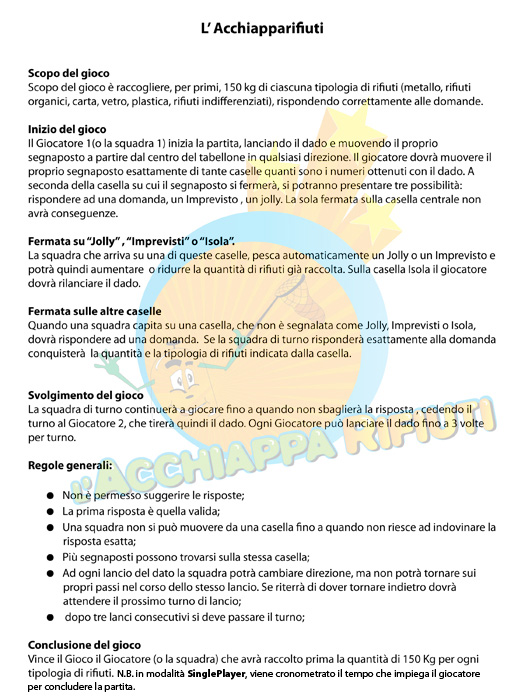 L' Acchiapparifiuti
Scopo del gioco
Scopo del gioco è raccogliere, per primi, 150 kg di ciascuna tipologia di rifiuti (metallo, rifiuti
organici, carta, vetro, plastica, rifiuti indifferenziati), rispondendo correttamente alle domande.
Inizio del gioco
Il Giocatore 1(o la squadra 1) inizia la partita, lanciando il dado e muovendo il proprio
segnaposto a partire dal centro del tabellone in qualsiasi direzione. Il giocatore dovrà muovere il
proprio segnaposto esattamente di tante caselle quanti sono i numeri ottenuti con il dado. A
seconda della casella su cui il segnaposto si fermerà, si potranno presentare tre possibilità:
rispondere ad una domanda, un Imprevisto , un jolly. La sola fermata sulla casella centrale non
avrà conseguenze.
Fermata su "Jolly" , "Imprevisti" o "Isola".
La squadra che arriva su una di queste caselle, pesca automaticamente un Jolly o un Imprevisto e
potrà quindi aumentare o ridurre la quantità di rifiuti già raccolta. Sulla casella Isola il giocatore
dovrà rilanciare il dado.
Fermata sulle altre caselle
Quando una squadra capita su una casella, che non è segnalata come Jolly, Imprevisti o Isola,
dovrà rispondere ad una domanda. Se la squadra di turno risponderà esattamente alla domanda
conquisterà la quantità e la tipologia di rifiuti indicata dalla casella.
Svolgimento del gioco
La squadra di turno continuerà a giocare fino a quando non sbaglierà la risposta , cedendo il
turno al Giocatore 2, che tirerà quindi il dado. Ogni Giocatore può lanciare il dado fino a 3 volte
per turno.
L'ACCHIAPPA RIFIUTI
Regole generali:
● Non è permesso suggerire le risposte;
● La prima risposta è quella valida;
● Una squadra non si può muovere da una casella fino a quando non riesce ad indovinare la
risposta esatta;
● Più segnaposti possono trovarsi sulla stessa casella;
● Ad ogni lancio del dato la squadra potrà cambiare direzione, ma non potrà tornare sui
propri passi nel corso dello stesso lancio. Se riterrà di dover tornare indietro dovrà
attendere il prossimo turno di lancio;
● dopo tre lanci consecutivi si deve passare il turno;
Conclusione del gioco
Vince il Gioco il Giocatore (o la squadra) che avrà raccolto prima la quantità di 150 Kg per ogni
tipologia di rifiuti. N.B. in modalità SinglePlayer, viene cronometrato il tempo che impiega il giocatore
per concludere la partita.